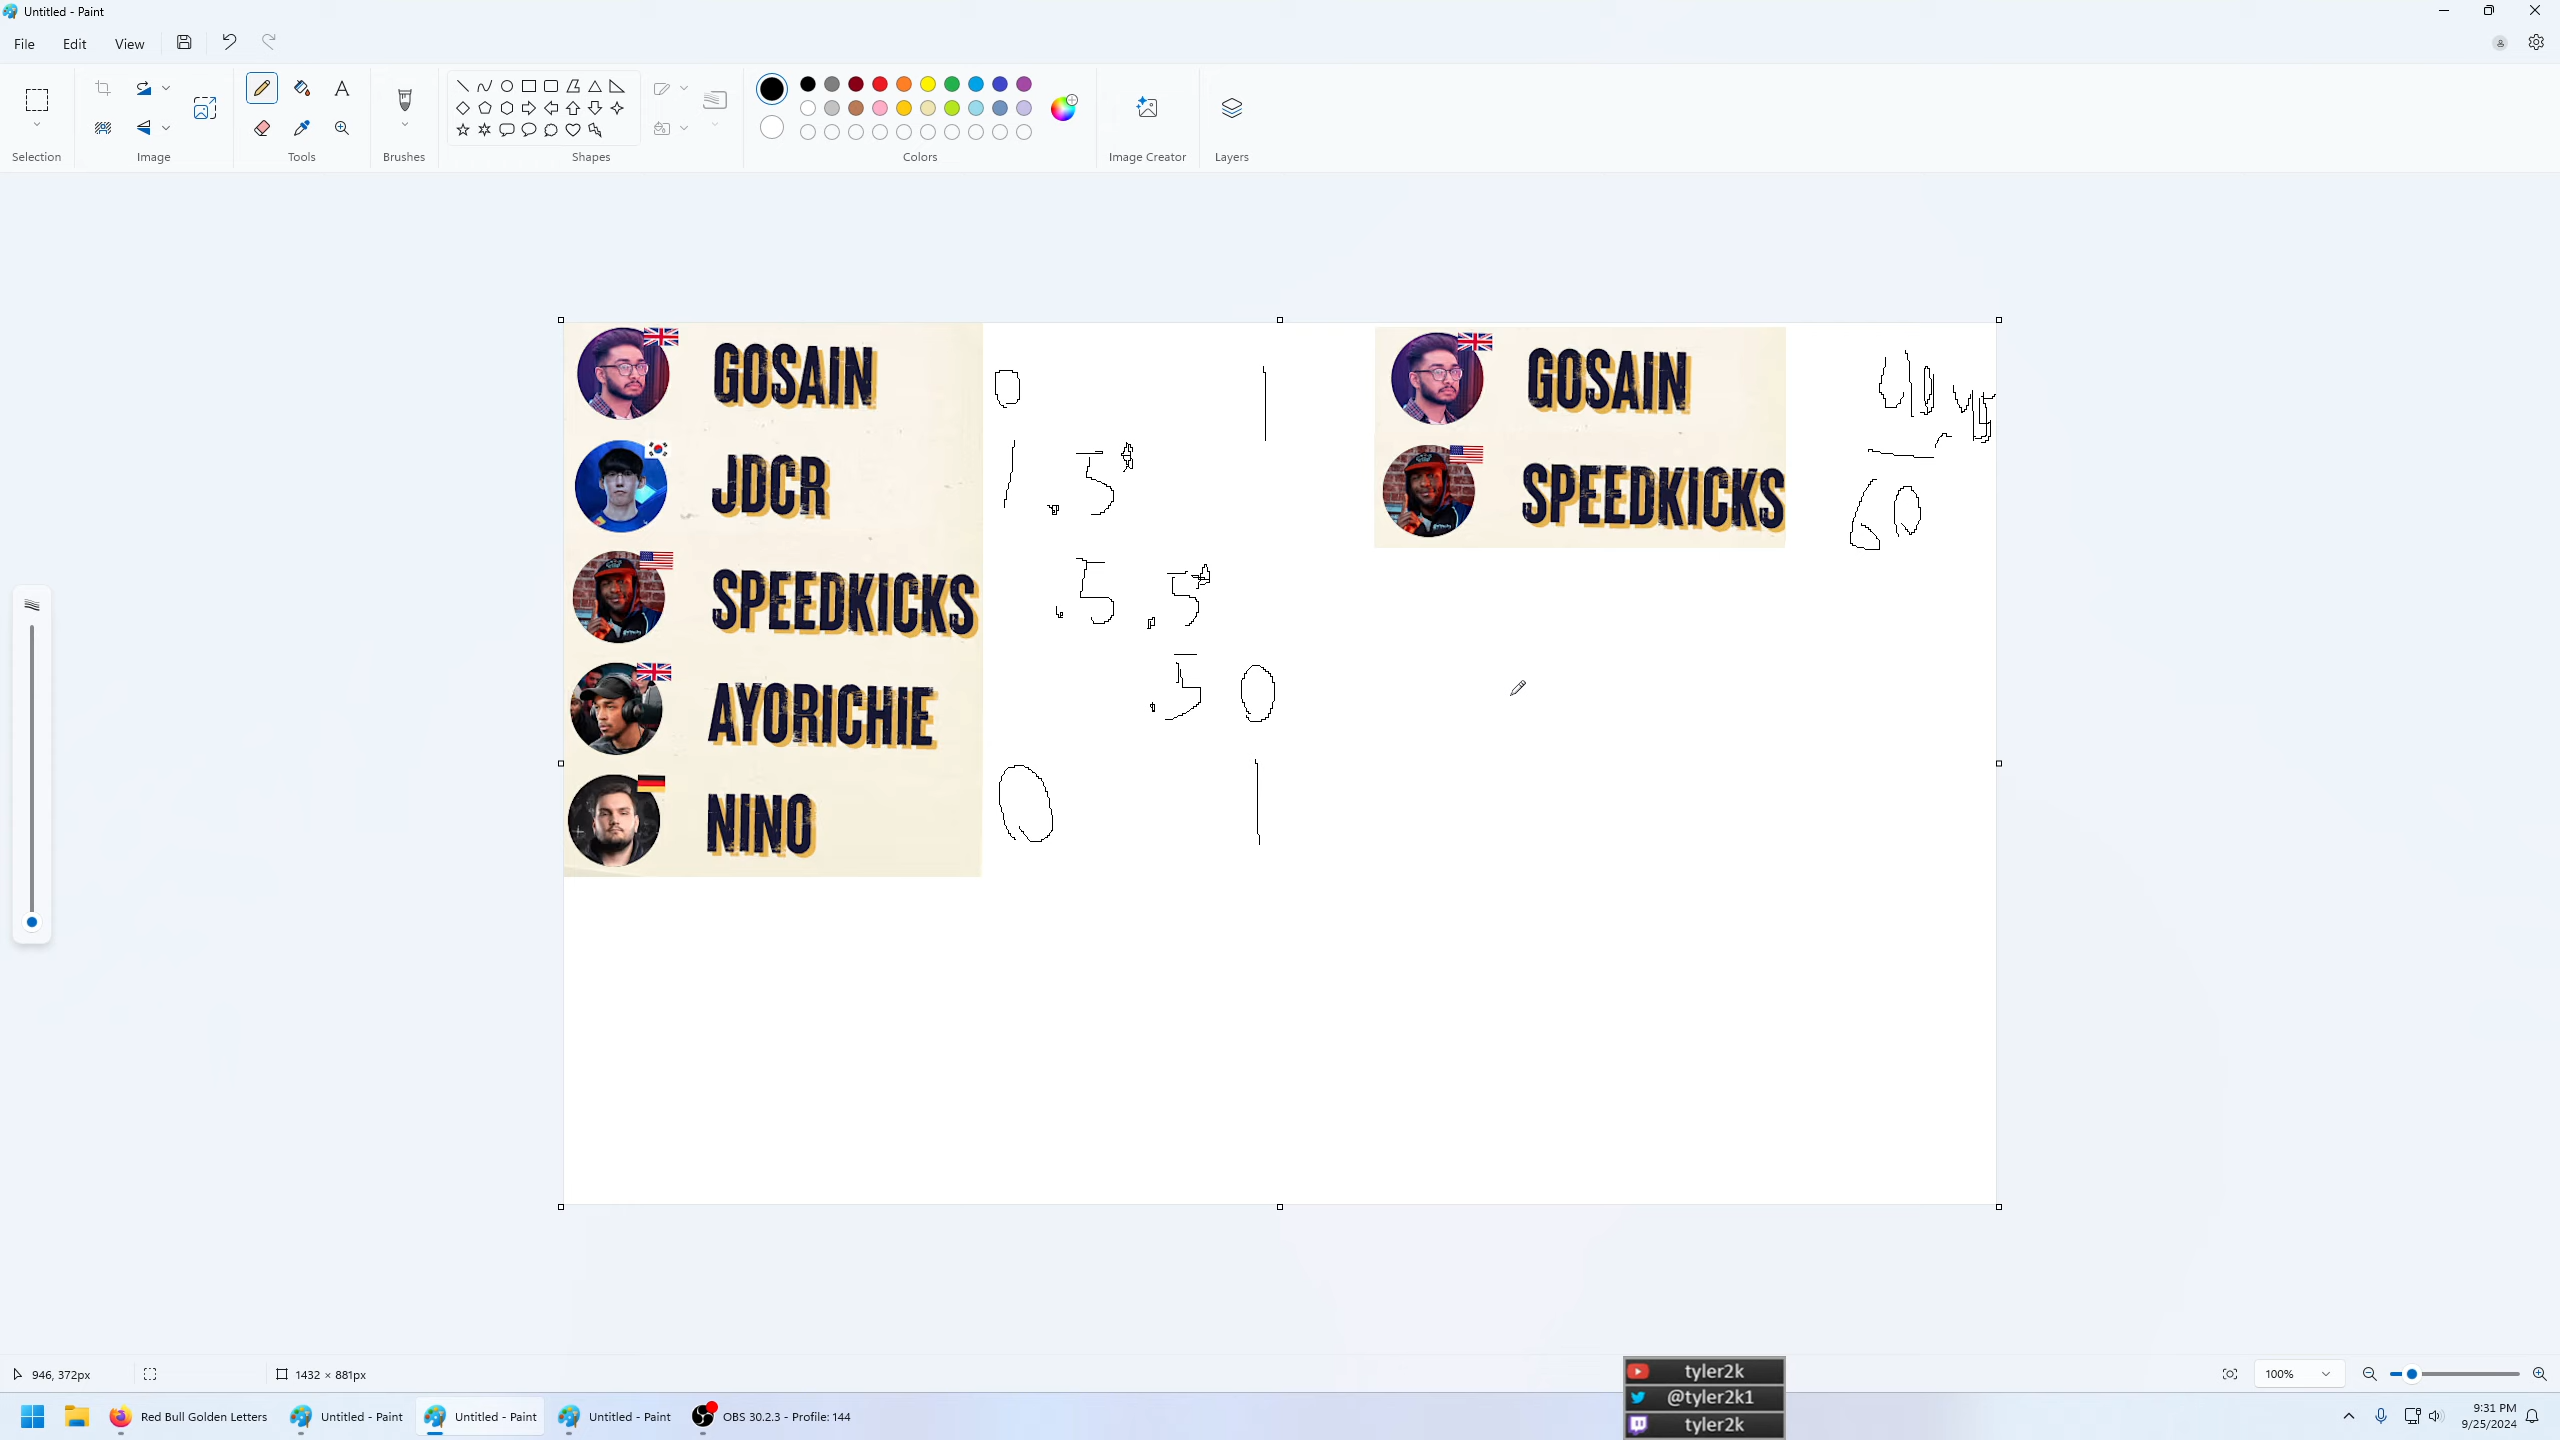 Untitled - Paint
File Edit View
Selection Image Tools Brushes Shapes Colors Image Creator Layers
GOSAIN 0 1
JDCR 1 .5*
SPEEDKICKS .5 .5*
AYORICHIE .5 0
NINO 0 1
GOSAIN
SPEEDKICKS
60
946, 372px 1432 × 881px 100%
tyler2k
@tyler2k1
tyler2k
Red Bull Golden Letters Untitled - Paint Untitled - Paint Untitled - Paint OBS 30.2.3 - Profile: 144
9:31 PM
9/25/2024